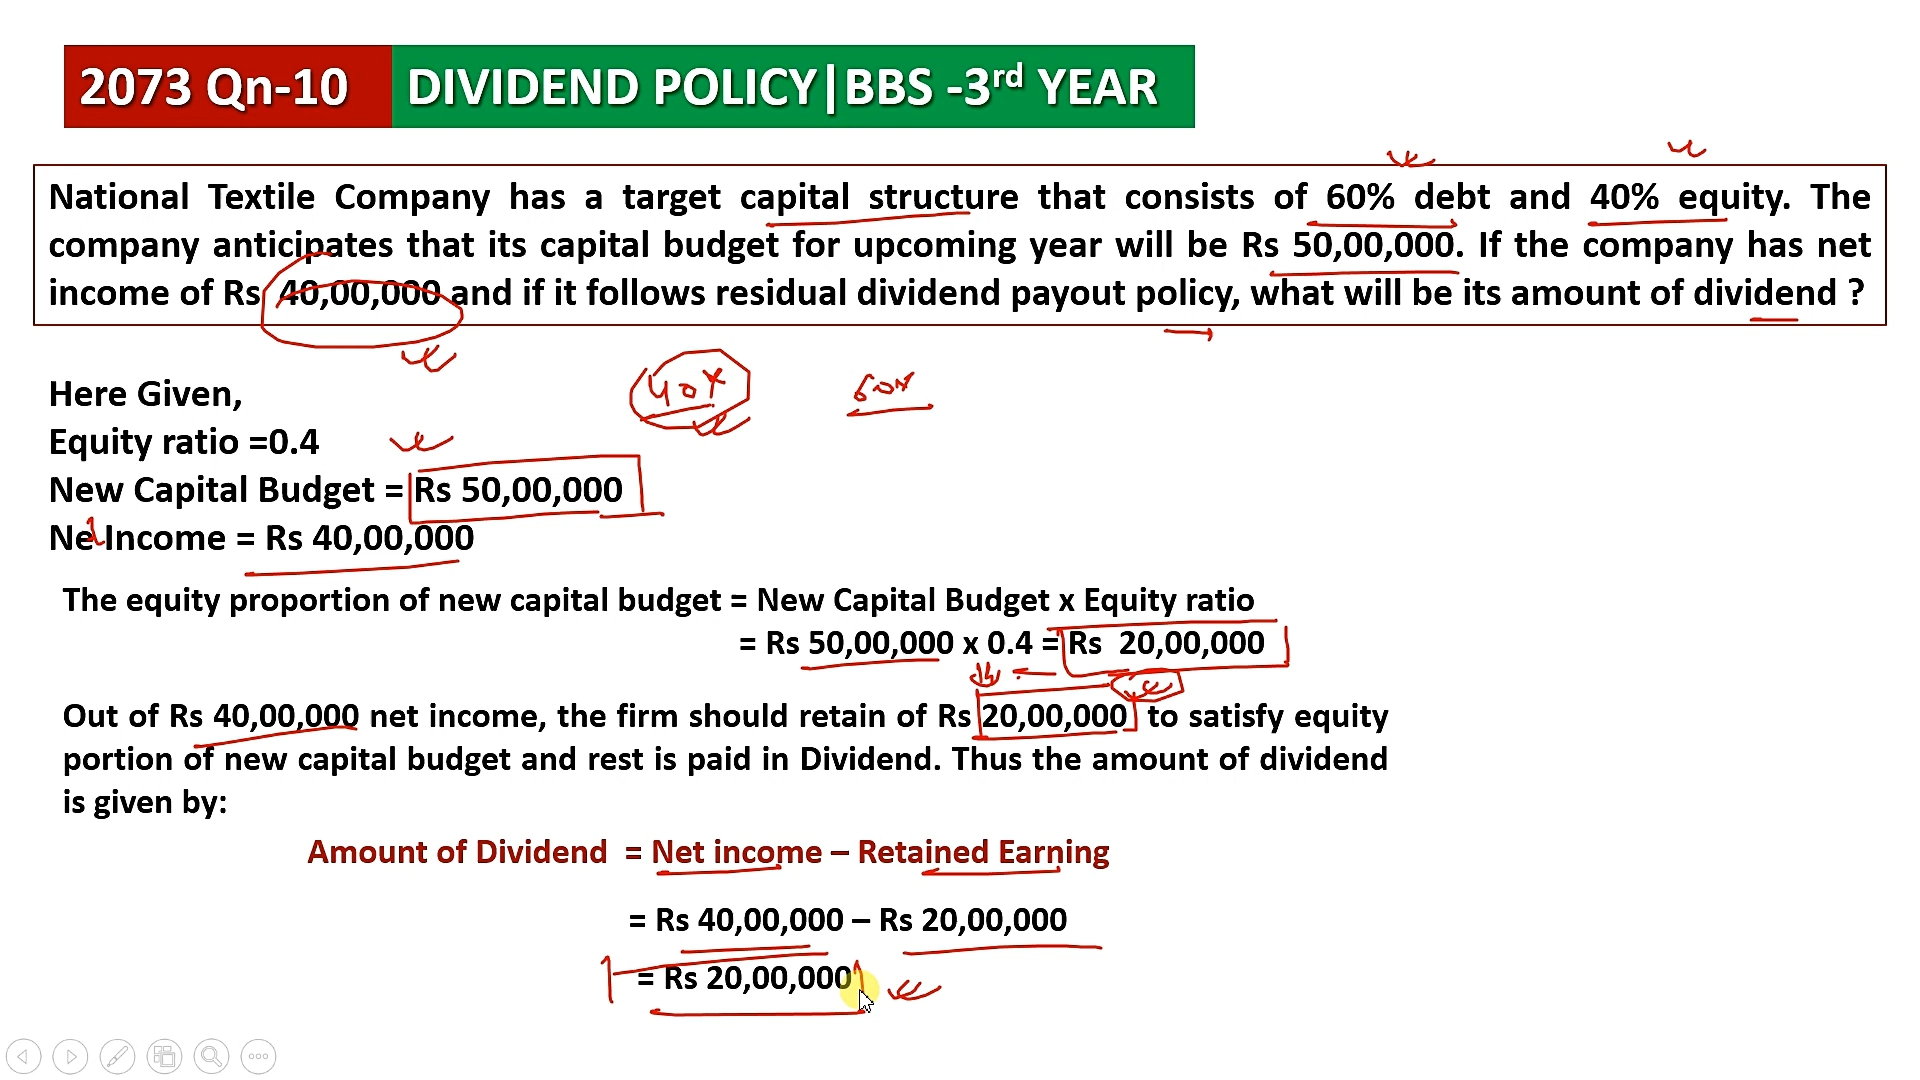 2073 Qn-10 DIVIDEND POLICY|BBS -3rd YEAR
National Textile Company has a target capital structure that consists of 60% debt and 40% equity. The
company anticipates that its capital budget for upcoming year will be Rs 50,00,000. If the company has net
income of Rs 40,00,000 and if it follows residual dividend payout policy, what will be its amount of dividend ?
Here Given,
40%
60%
Equity ratio =0.4
New Capital Budget = Rs 50,00,000
Net Income = Rs 40,00,000
The equity proportion of new capital budget = New Capital Budget x Equity ratio
= Rs 50,00,000 x 0.4 = Rs 20,00,000
Out of Rs 40,00,000 net income, the firm should retain of Rs 20,00,000 to satisfy equity
portion of new capital budget and rest is paid in Dividend. Thus the amount of dividend
is given by:
Amount of Dividend = Net income – Retained Earning
= Rs 40,00,000 – Rs 20,00,000
= Rs 20,00,000